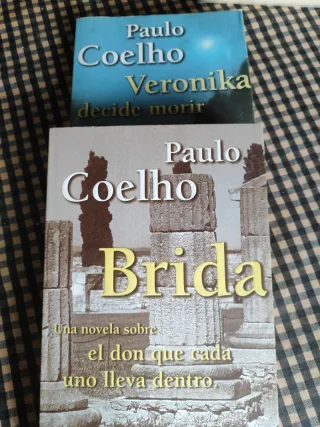 Paulo
Coelho
Veronika
decide morir
Paulo
Coelho
Brida
Una novela sobre
el don que cada
uno lleva dentro.